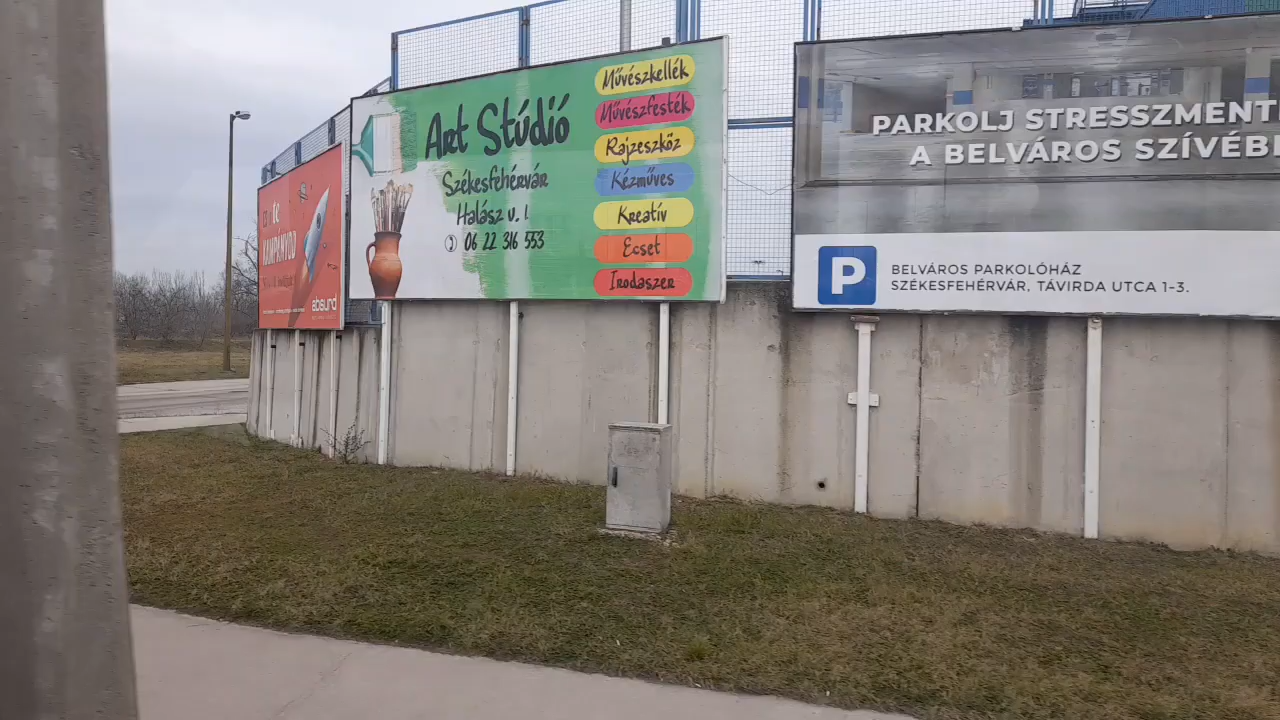 KAMPÁNYOD
absurd
Art Stúdió
Székesfehérvár
Halász u. 1
06 22 316 553
Művészkellék
Művészfesték
Rajzeszköz
Kézműves
Kreatív
Ecset
Irodaszer
PARKOLJ STRESSZMENT
A BELVÁROS SZÍVÉB
P
BELVÁROS PARKOLÓHÁZ
SZÉKESFEHÉRVÁR, TÁVIRDA UTCA 1-3.